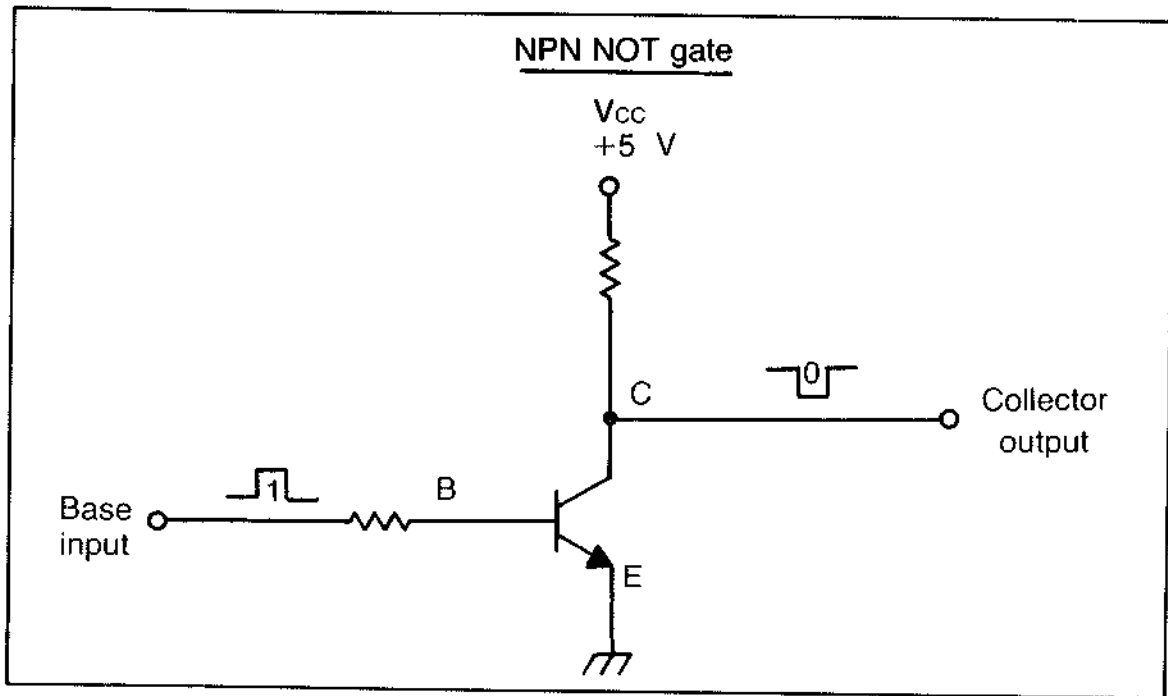 NPN NOT gate
Vcc
+5 V
0
C
Collector
output
1
B
Base
input
E